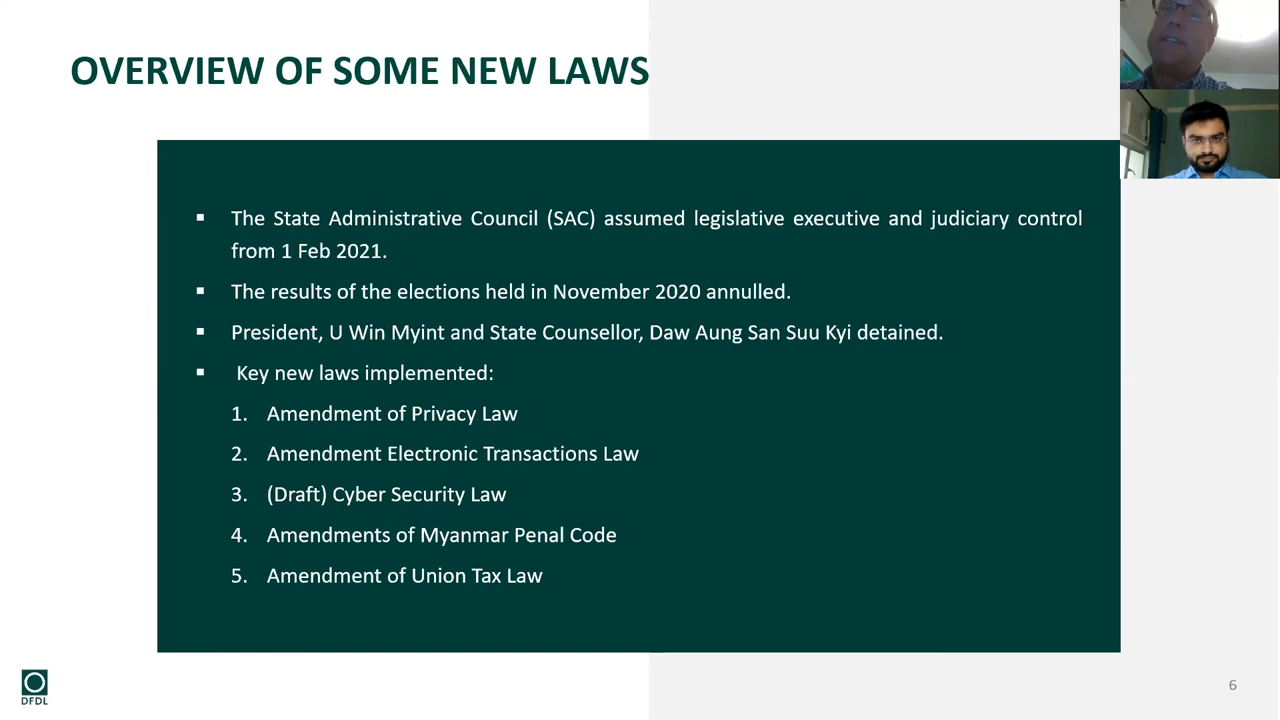 OVERVIEW OF SOME NEW LAWS
▪ The State Administrative Council (SAC) assumed legislative executive and judiciary control
from 1 Feb 2021.
▪ The results of the elections held in November 2020 annulled.
▪ President, U Win Myint and State Counsellor, Daw Aung San Suu Kyi detained.
▪ Key new laws implemented:
1. Amendment of Privacy Law
2. Amendment Electronic Transactions Law
3. (Draft) Cyber Security Law
4. Amendments of Myanmar Penal Code
5. Amendment of Union Tax Law
DFDL
6